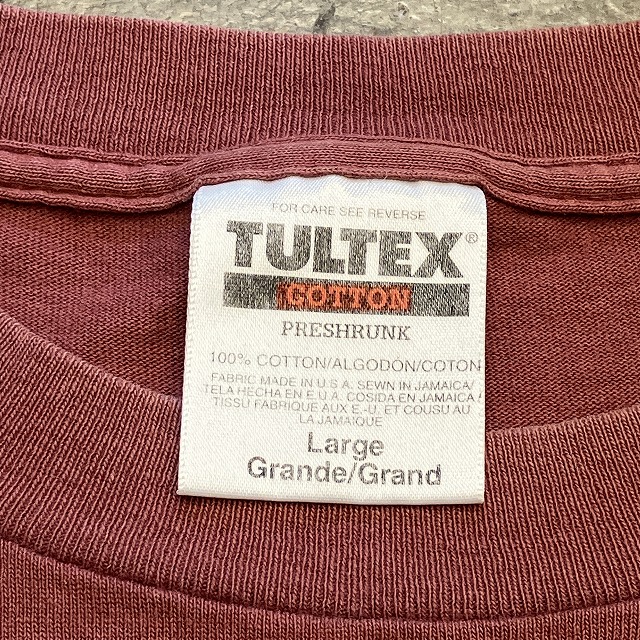 FOR CARE SEE REVERSE
TULTEX®
COTTON
PRESHRUNK
100% COTTON/ALGODÓN/COTON
FABRIC MADE IN U.S.A. SEWN IN JAMAICA/
TELA HECHA EN E.U.A. COSIDA EN JAMAICA/
TISSU FABRIQUE AUX E.-U. ET COUSU AU
LA JAMAIQUE
Large
Grande/Grand